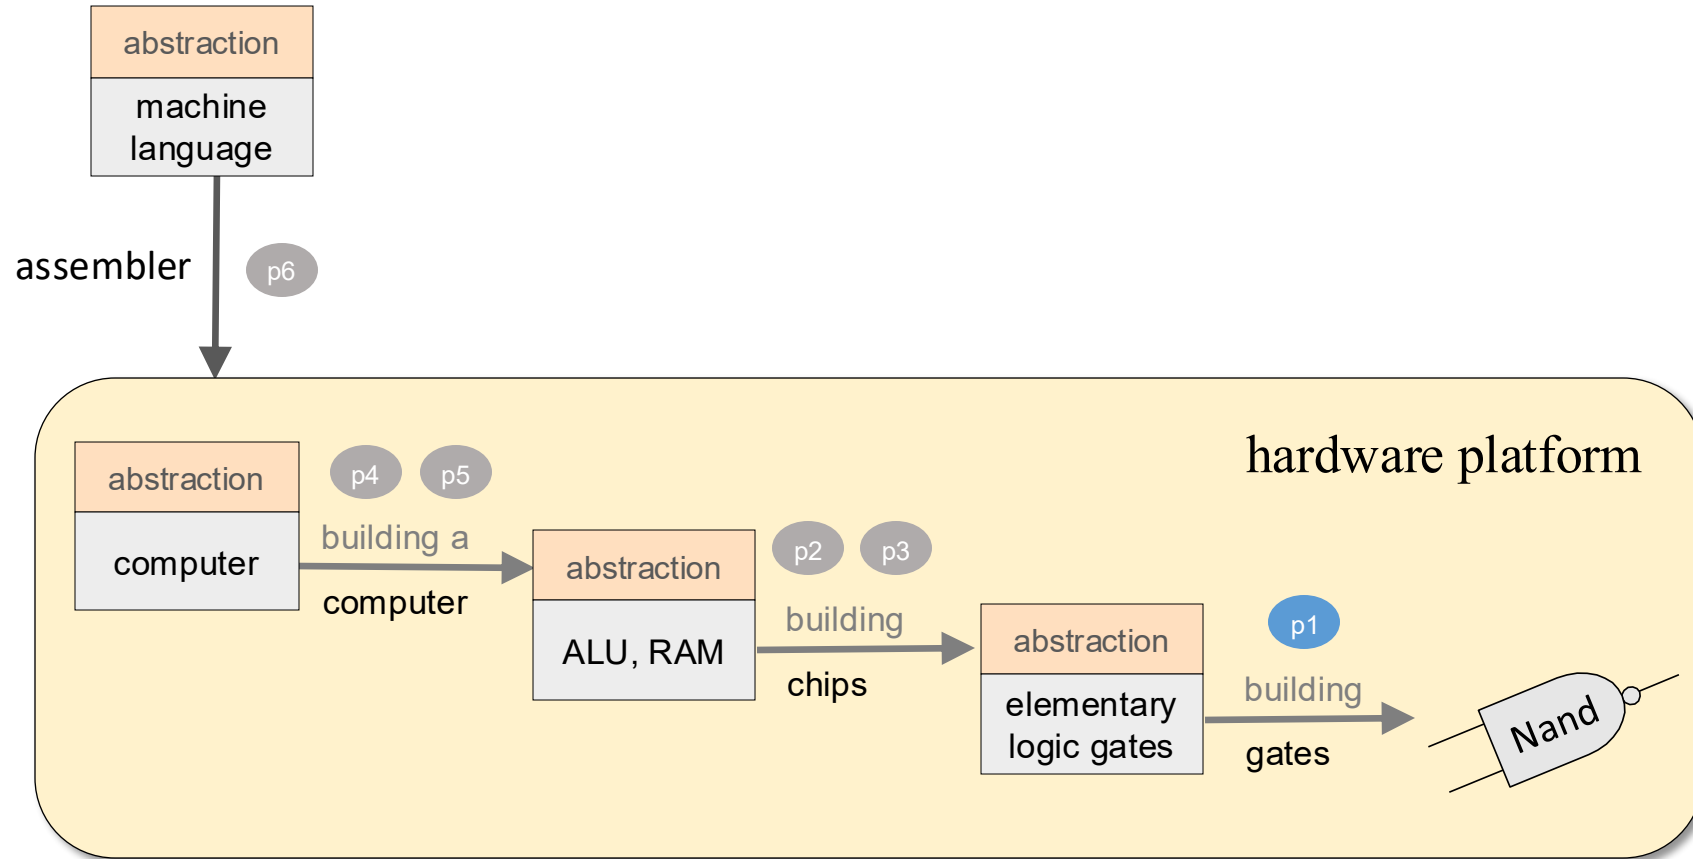 abstraction
machine
language
assembler
p6
hardware platform
abstraction
computer
p4
p5
building a
computer
abstraction
ALU, RAM
p2
p3
building
chips
abstraction
elementary
logic gates
p1
building
gates
Nand